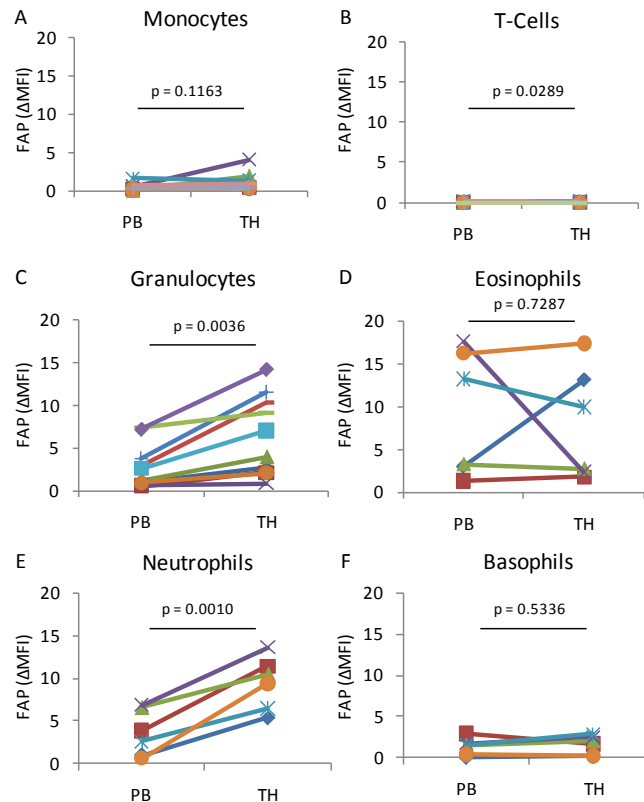 A
Monocytes
FAP (ΔMFI)
20
15
10
5
0
p = 0.1163
PB
TH
B
T-Cells
FAP (ΔMFI)
20
15
10
5
0
p = 0.0289
PB
TH
C
Granulocytes
FAP (ΔMFI)
20
15
10
5
0
p = 0.0036
PB
TH
D
Eosinophils
FAP (ΔMFI)
20
15
10
5
0
p = 0.7287
PB
TH
E
Neutrophils
FAP (ΔMFI)
20
15
10
5
0
p = 0.0010
PB
TH
F
Basophils
FAP (ΔMFI)
20
15
10
5
0
p = 0.5336
PB
TH